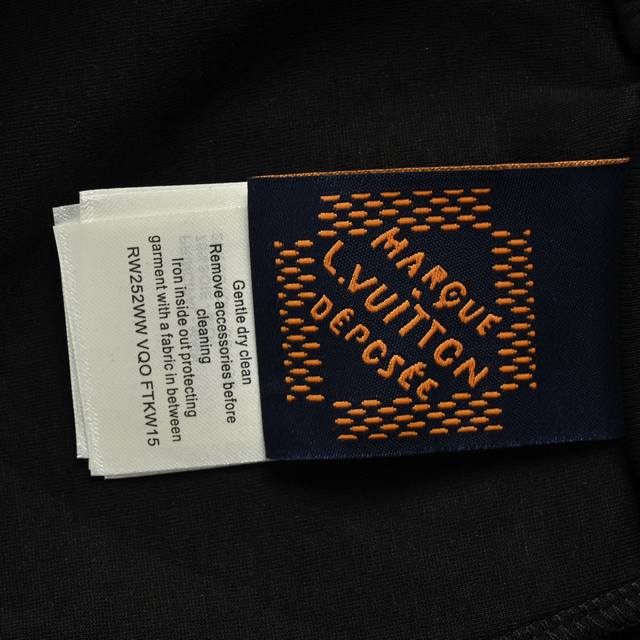 MARQUE
L.VUITTON
DÉPOSÉE
Gentle dry clean
Remove accessories before
cleaning
Iron inside out protecting
garment with a fabric in between
RW252WW VQO FTKW15